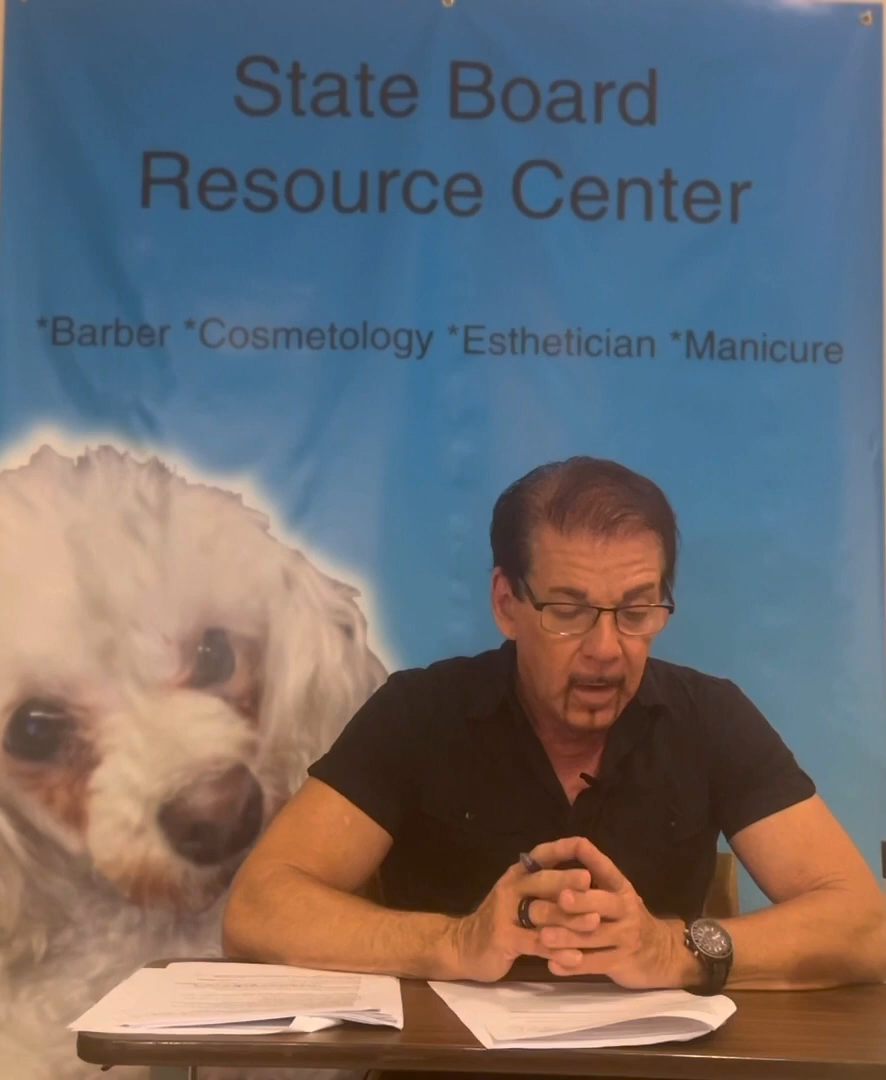 State Board
Resource Center
*Barber *Cosmetology *Esthetician *Manicure